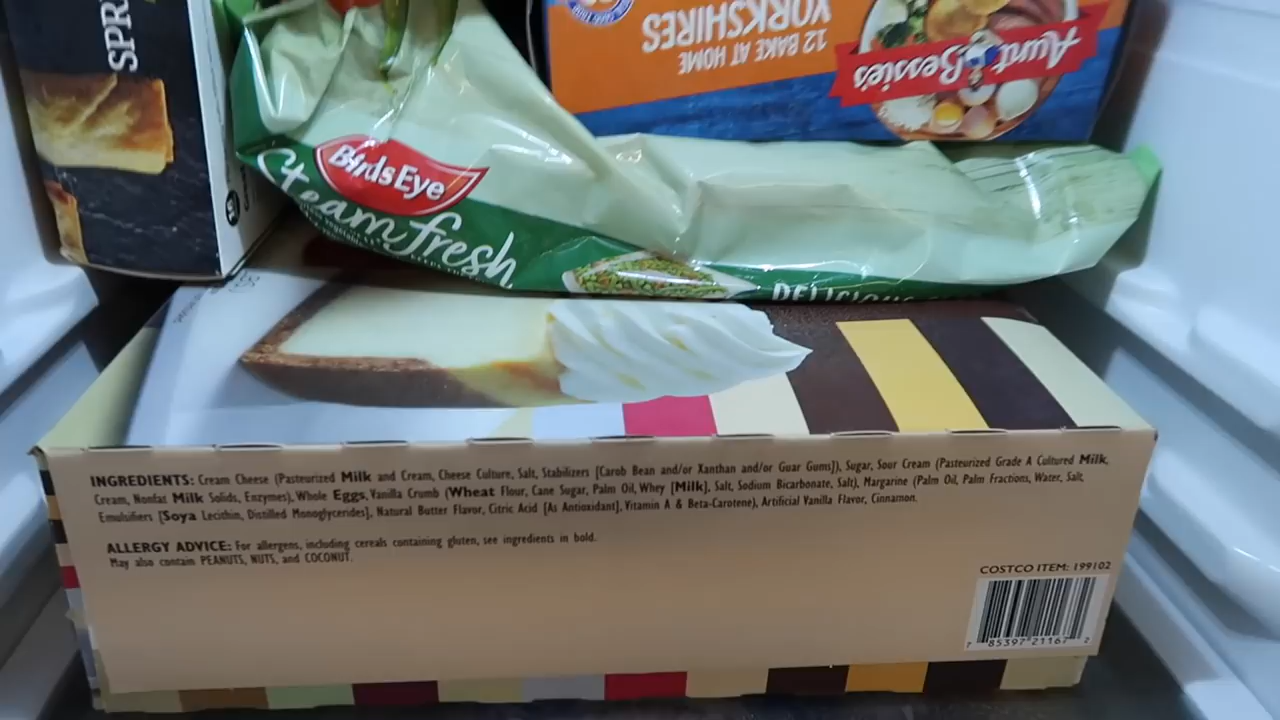 SPR
12 BAKE AT HOME
YORKSHIRES
Aunt Bessie's
BirdsEye
Steamfresh
DELICIOUS
INGREDIENTS: Cream Cheese (Pasteurized Milk and Cream, Cheese Culture, Salt, Stabilizers [Carob Bean and/or Xanthan and/or Guar Gums]), Sugar, Sour Cream (Pasteurized Grade A Cultured Milk,
Cream, Nonfat Milk Solids, Enzymes), Whole Eggs, Vanilla Crumb (Wheat Flour, Cane Sugar, Palm Oil, Whey [Milk], Salt, Sodium Bicarbonate, Salt), Margarine (Palm Oil, Palm Fractions, Water, Salt,
Emulsifiers [Soya Lecithin, Distilled Monoglycerides], Natural Butter Flavor, Citric Acid [As Antioxidant], Vitamin A & Beta-Carotene), Artificial Vanilla Flavor, Cinnamon.
ALLERGY ADVICE: For allergens, including cereals containing gluten, see ingredients in bold.
May also contain PEANUTS, NUTS, and COCONUT.
COSTCO ITEM: 199102
7 85397 21167 2